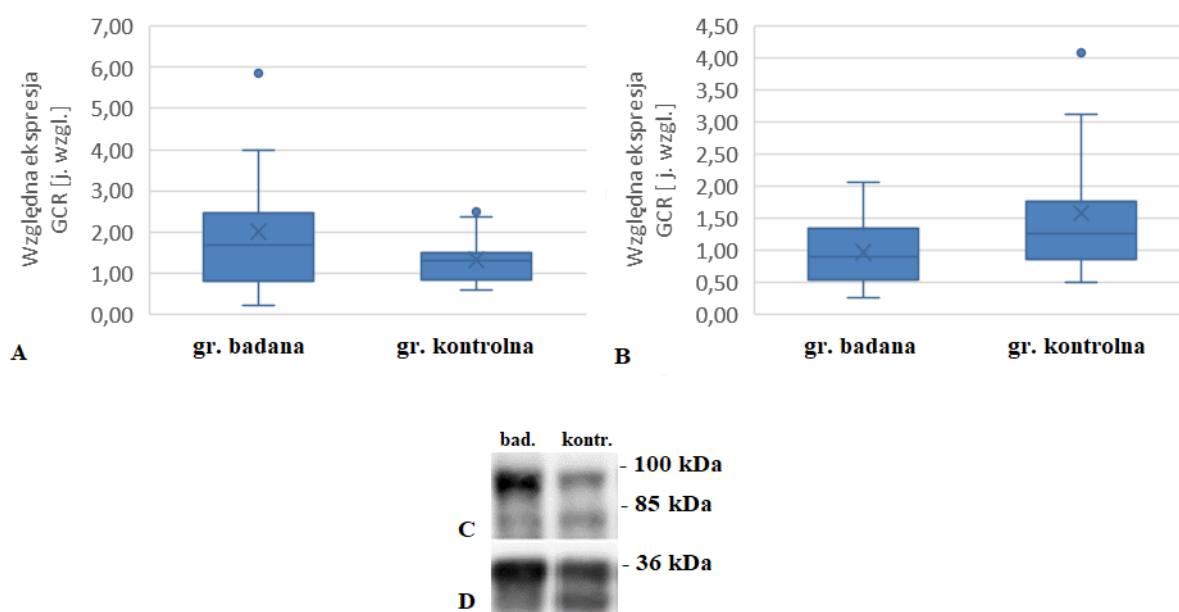 7,00
6,00
5,00
4,00
3,00
2,00
1,00
0,00
Względna ekspresja
GCR [j. wzgl.]
gr. badana
gr. kontrolna
A
4,50
4,00
3,50
3,00
2,50
2,00
1,50
1,00
0,50
0,00
Względna ekspresja
GCR [ j. wzgl.]
gr. badana
gr. kontrolna
B
bad. kontr.
- 100 kDa
- 85 kDa
C
- 36 kDa
D